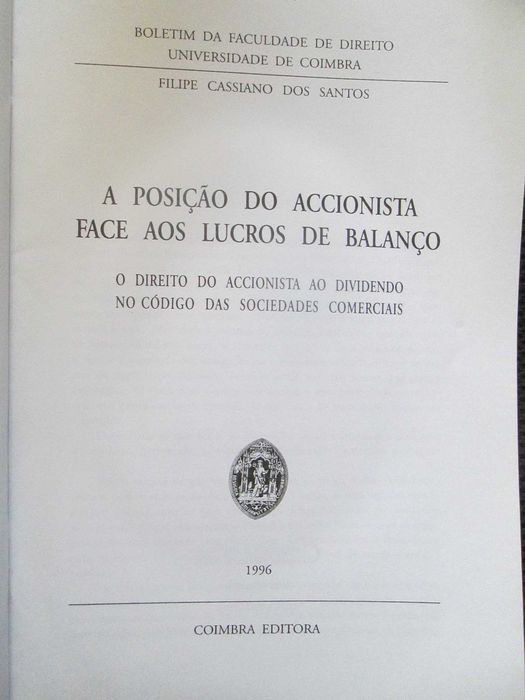 BOLETIM DA FACULDADE DE DIREITO
UNIVERSIDADE DE COIMBRA
FILIPE CASSIANO DOS SANTOS
A POSIÇÃO DO ACCIONISTA
FACE AOS LUCROS DE BALANÇO
O DIREITO DO ACCIONISTA AO DIVIDENDO
NO CÓDIGO DAS SOCIEDADES COMERCIAIS
1996
COIMBRA EDITORA